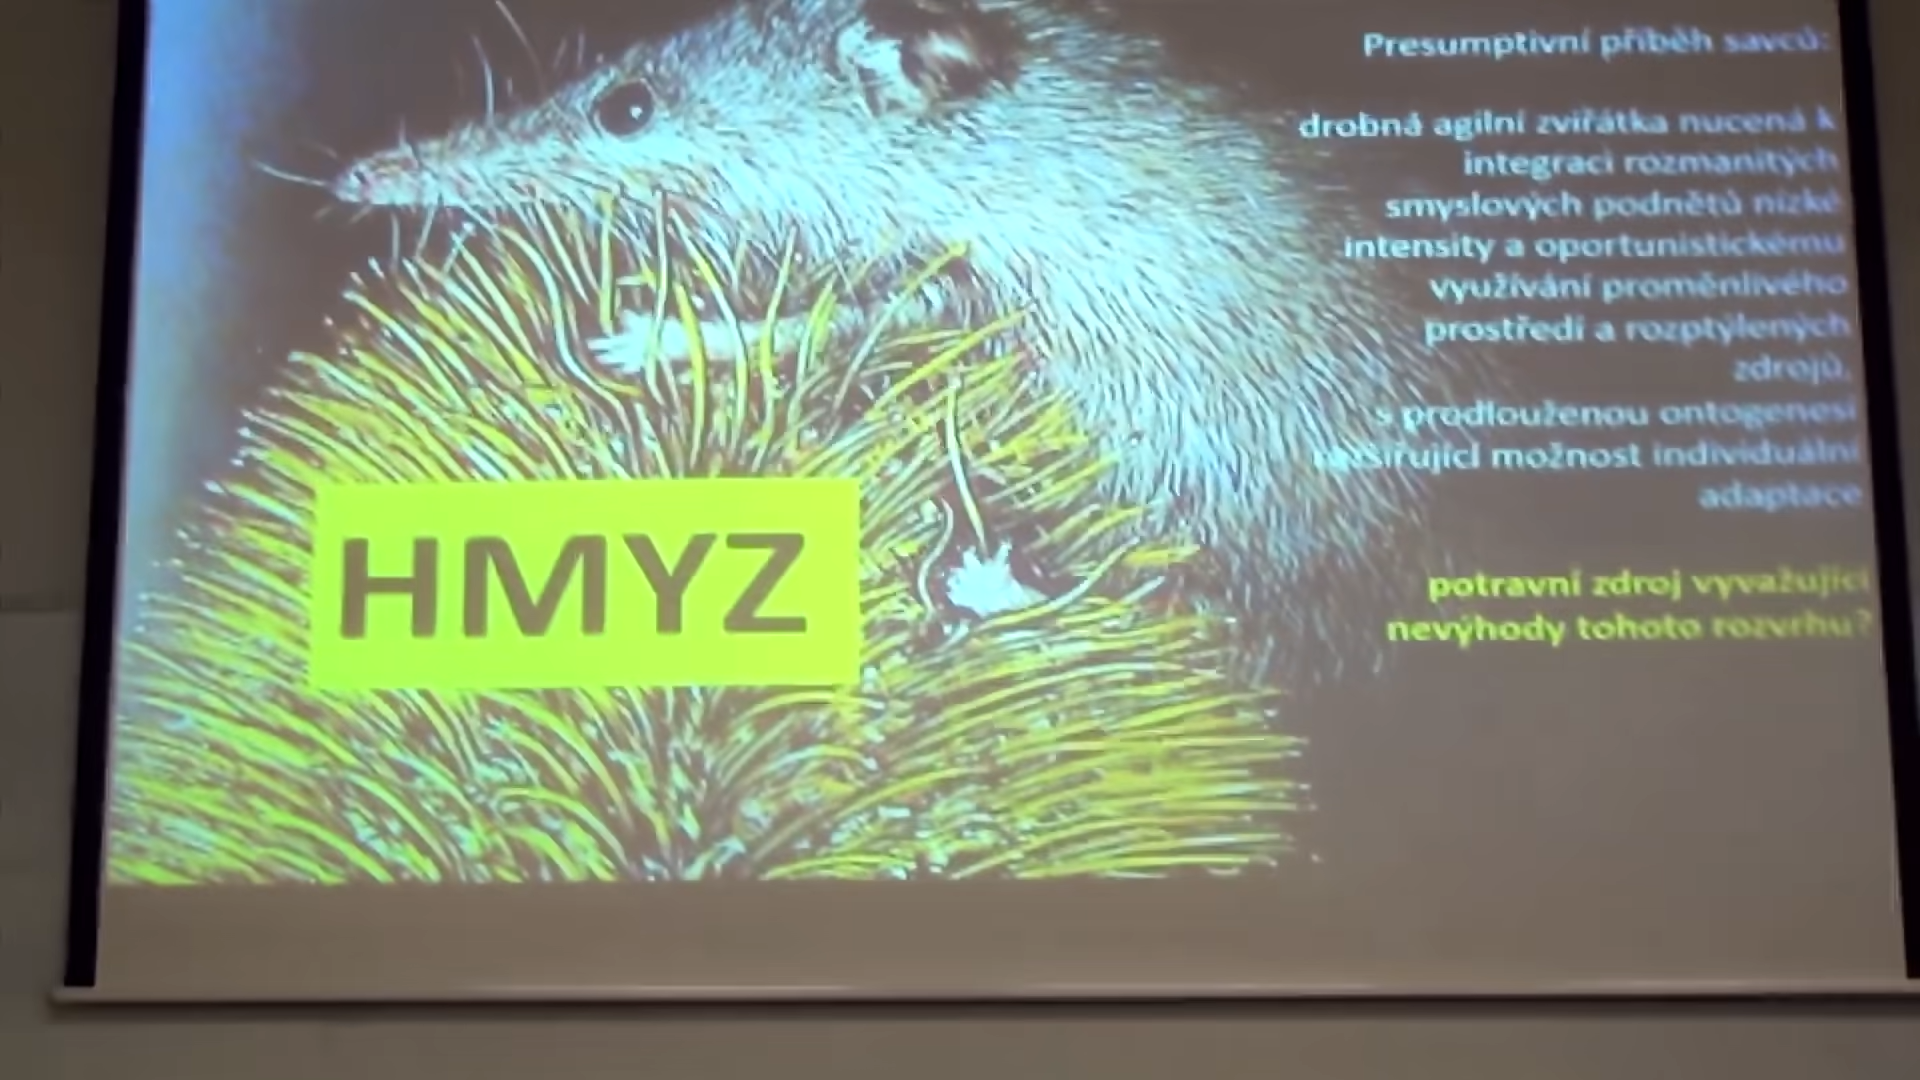 Presumptivní příběh savců:
drobná agilní zvířátka nucená k
integraci rozmanitých
smyslových podnětů nízké
intensity a oportunistickému
využívání proměnlivého
prostředí a rozptýlených
zdrojů,
s prodlouženou ontogenesí
rozšiřující možnost individuální
adaptace
potravní zdroj vyvažující
nevýhody tohoto rozvrhu?
HMYZ